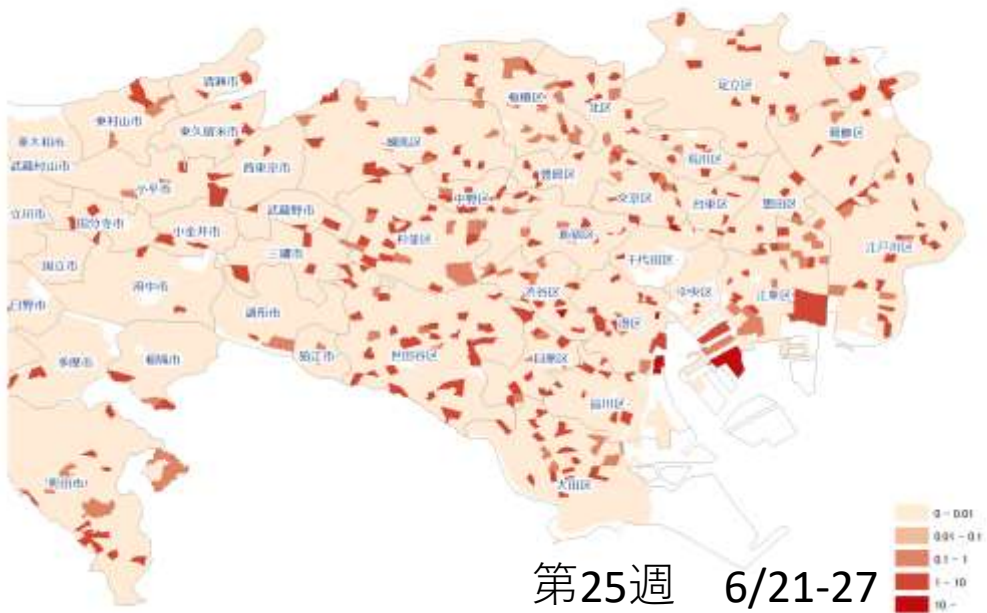 清瀬市
東村山市
東久留米市
東大和市
武蔵村山市
小平市
西東京市
練馬区
板橋区
北区
足立区
葛飾区
荒川区
豊島区
文京区
台東区
墨田区
中野区
武蔵野市
立川市
国分寺市
小金井市
杉並区
新宿区
三鷹市
千代田区
江戸川区
国立市
府中市
渋谷区
中央区
江東区
日野市
調布市
港区
多摩市
稲城市
狛江市
世田谷区
目黒区
品川区
町田市
大田区
0 - 0.01
0.01 - 0.1
0.1 - 1
1 - 10
10 -
第25週 6/21-27